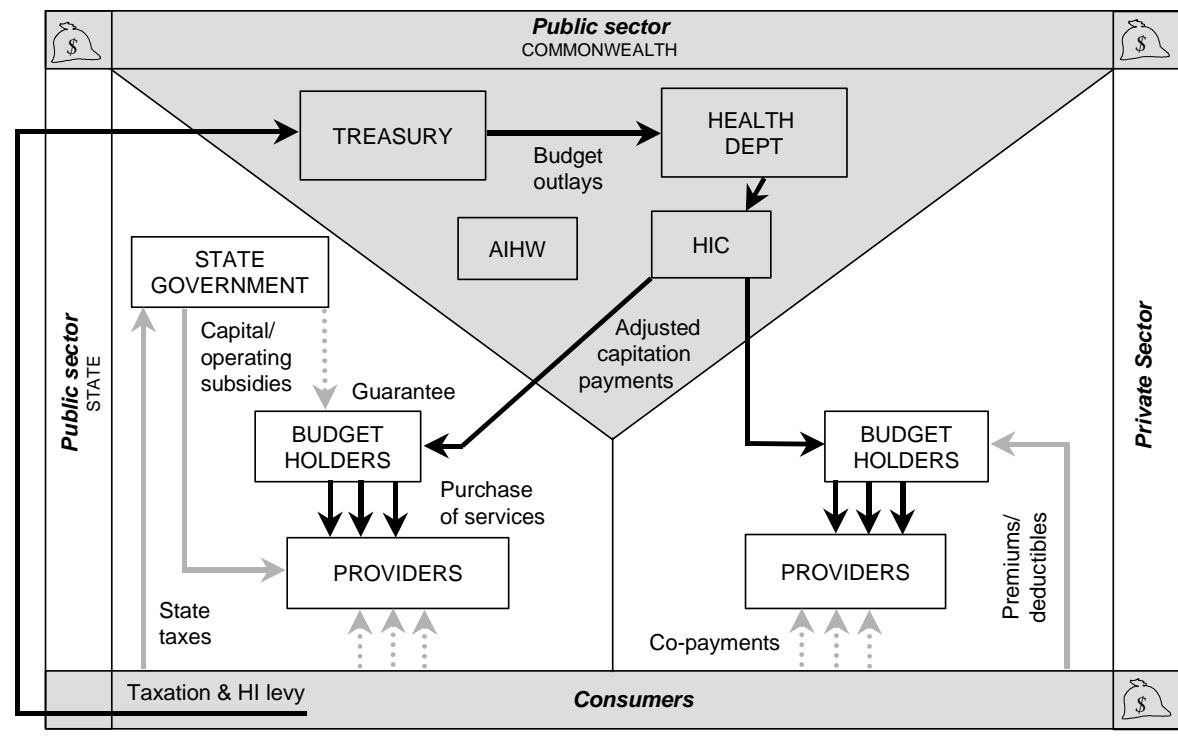 $
Public sector
COMMONWEALTH
$
TREASURY
Budget
outlays
HEALTH
DEPT
AIHW
HIC
STATE
GOVERNMENT
Capital/
operating
subsidies
Adjusted
capitation
payments
Public sector
STATE
Private Sector
Guarantee
BUDGET
HOLDERS
BUDGET
HOLDERS
Purchase
of services
Premiums/
deductibles
PROVIDERS
PROVIDERS
State
taxes
Co-payments
Taxation & HI levy
Consumers
$